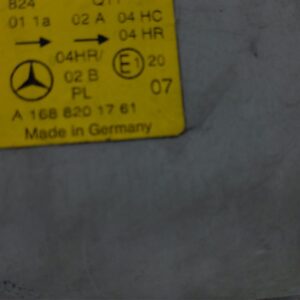 B24
01 1a 02 A 04 HC
04 HR
04HR/ E1 20
02 B
PL 07
A 168 820 17 61
Made in Germany